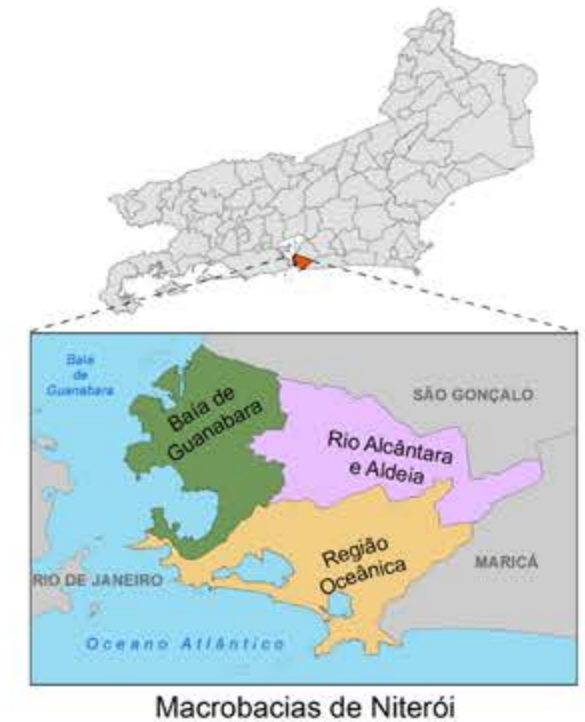 Baía
de
Guanabara
Baía de
Guanabara
SÃO GONÇALO
Rio Alcântara
e Aldeia
Região
Oceânica
MARICÁ
RIO DE JANEIRO
Oceano Atlântico
Macrobacias de Niterói